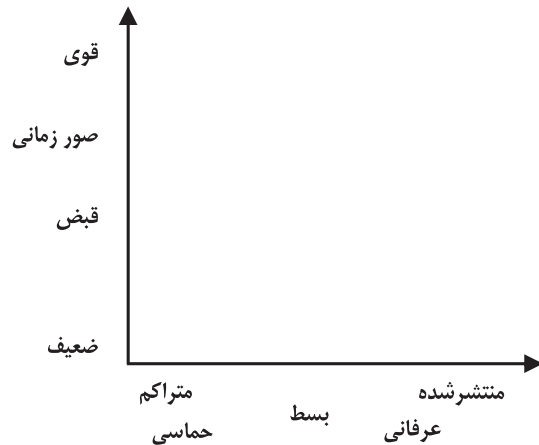 قوی
صور زمانی
قبض
ضعیف
منتشرشده متراکم
عرفانی بسط حماسی